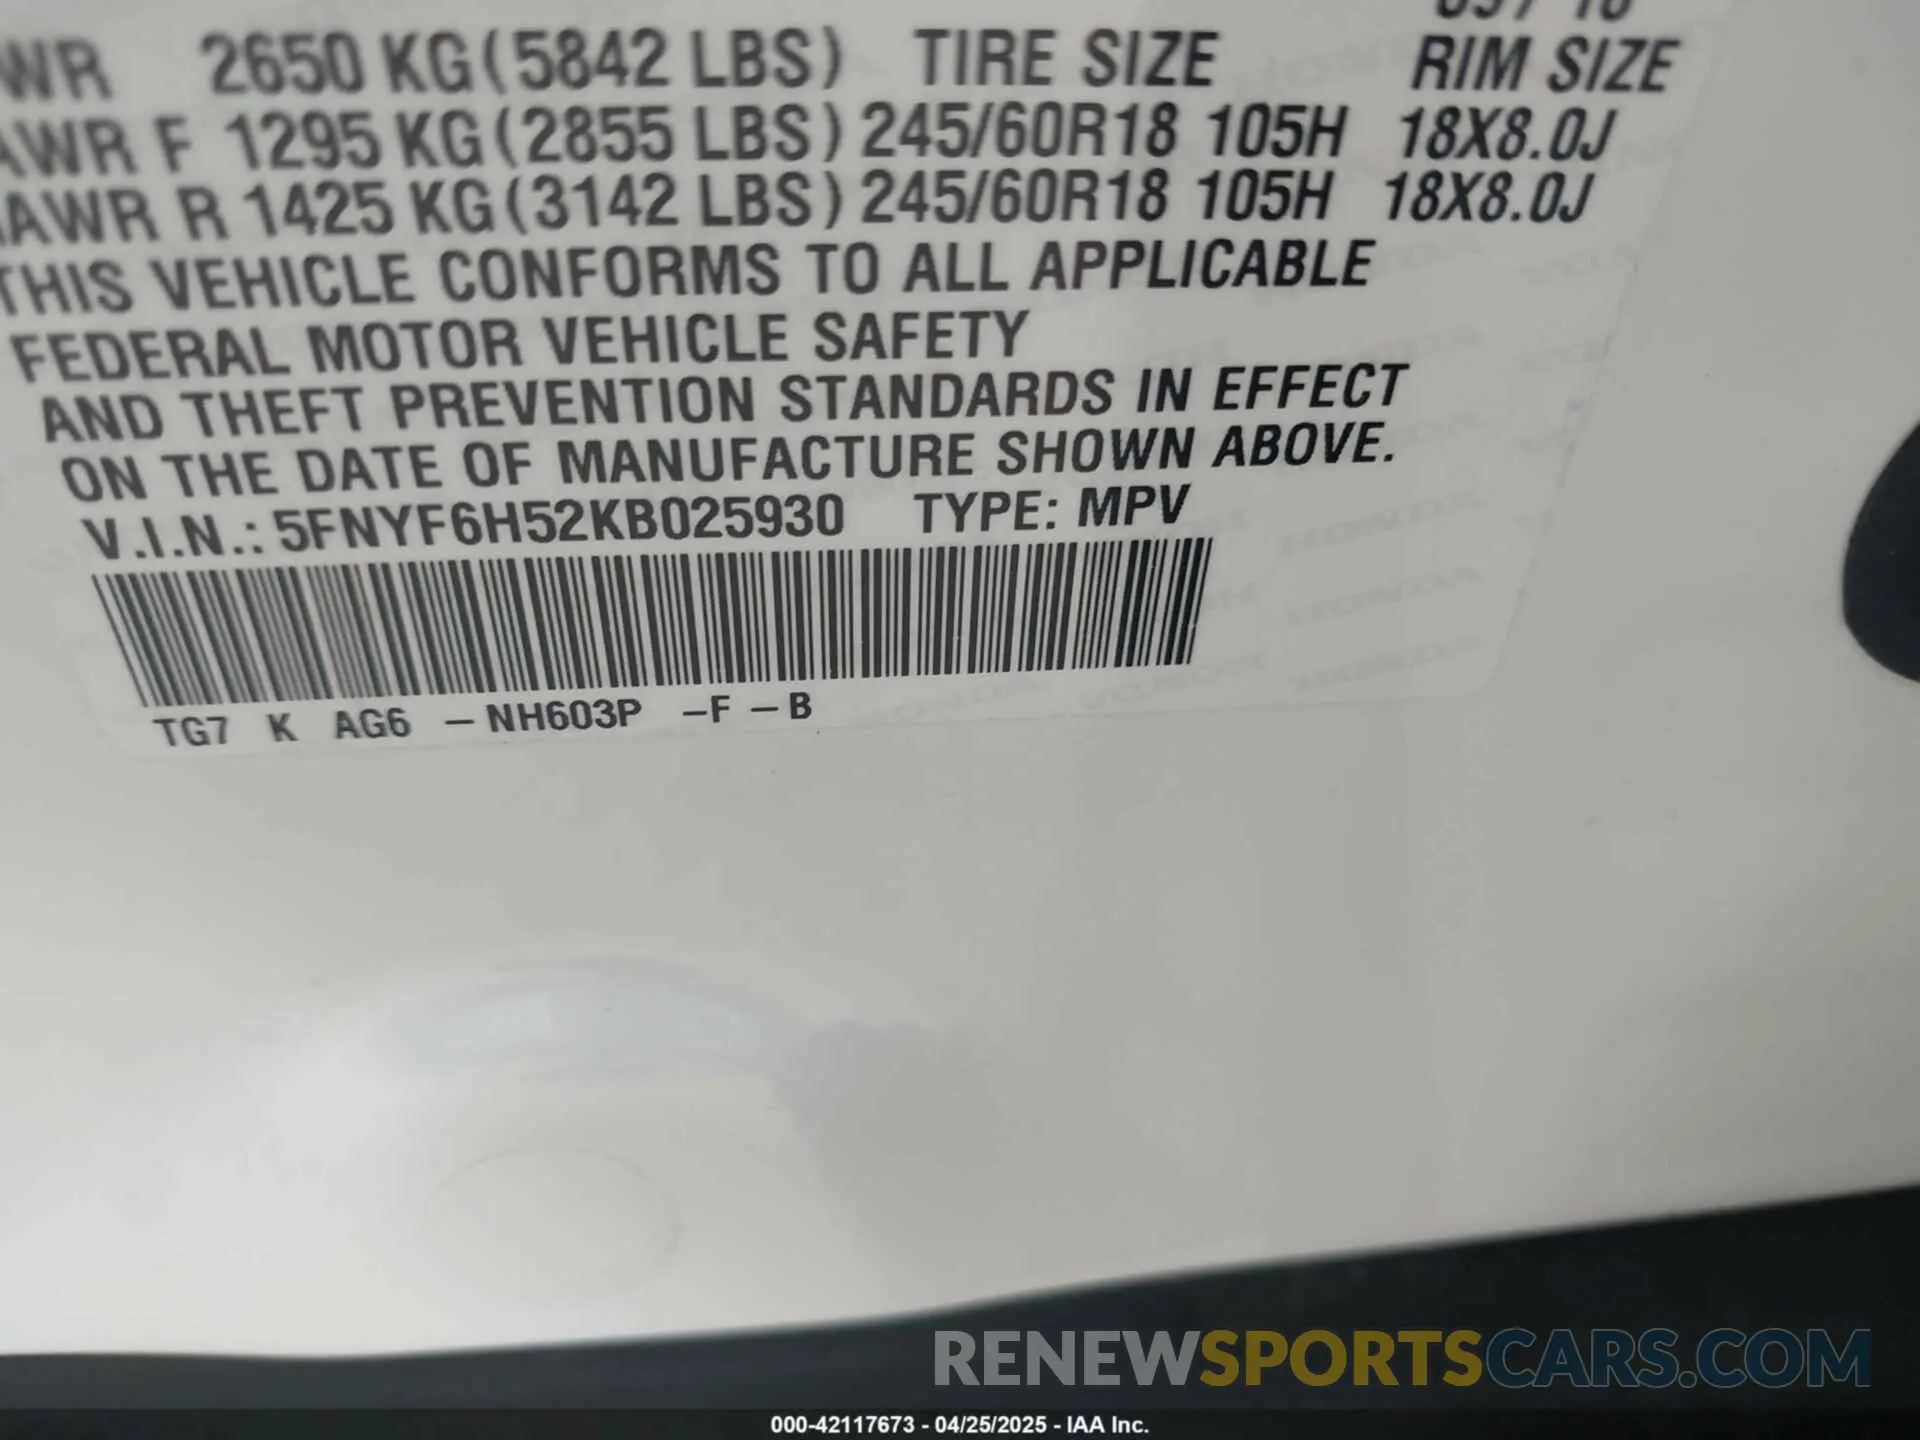 WR 2650 KG (5842 LBS) TIRE SIZE RIM SIZE
AWR F 1295 KG (2855 LBS) 245/60R18 105H 18X8.0J
AWR R 1425 KG (3142 LBS) 245/60R18 105H 18X8.0J
THIS VEHICLE CONFORMS TO ALL APPLICABLE
FEDERAL MOTOR VEHICLE SAFETY
AND THEFT PREVENTION STANDARDS IN EFFECT
ON THE DATE OF MANUFACTURE SHOWN ABOVE.
V.I.N.: 5FNYF6H52KB025930 TYPE: MPV
TG7 K AG6 – NH603P –F – B
RENEWSPORTSCARS.COM
000-42117673 - 04/25/2025 - IAA Inc.